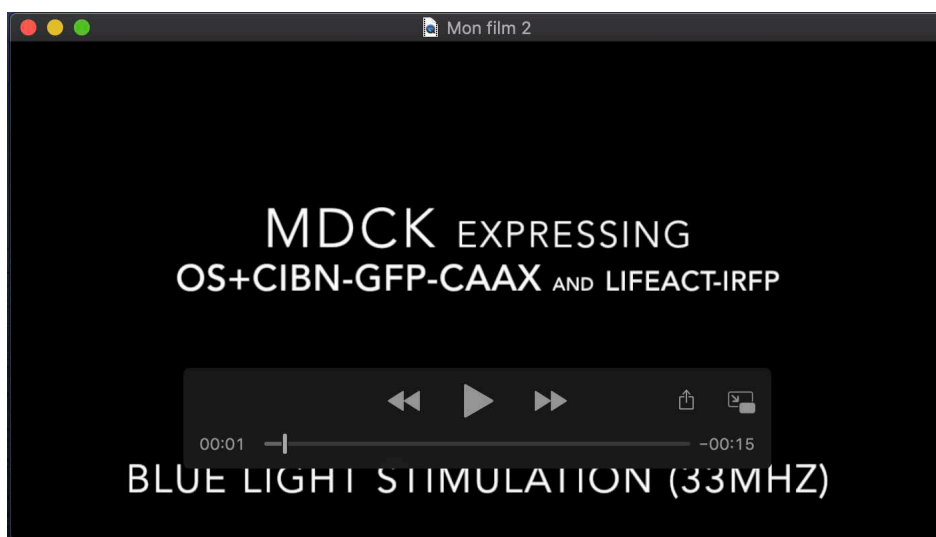 Mon film 2
MDCK EXPRESSING
OS+CIBN-GFP-CAAX AND LIFEACT-IRFP
00:01 -00:15
BLUE LIGHT STIMULATION (33MHZ)